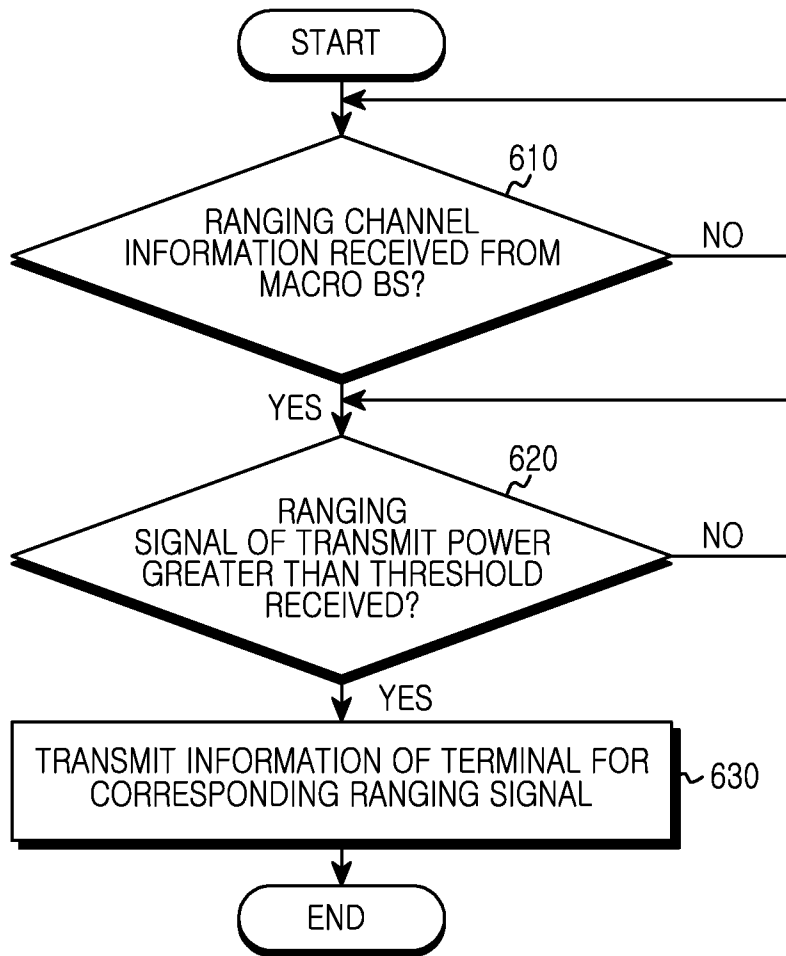 START
610
RANGING CHANNEL
INFORMATION RECEIVED FROM
MACRO BS?
NO
YES
620
RANGING
SIGNAL OF TRANSMIT POWER
GREATER THAN THRESHOLD
RECEIVED?
NO
YES
TRANSMIT INFORMATION OF TERMINAL FOR
CORRESPONDING RANGING SIGNAL
630
END